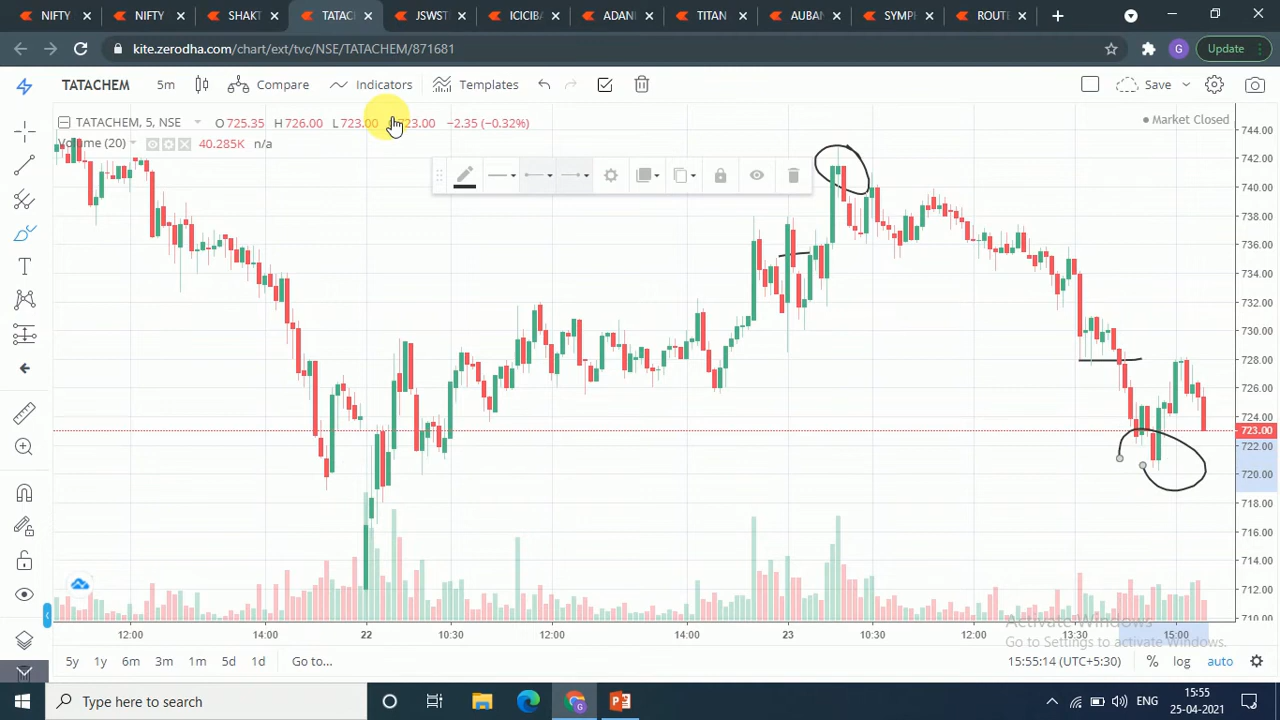 NIFTY NIFTY SHAKT TATACH JSWST ICICIBA ADANI TITAN AUBAN SYMPH ROUTE
kite.zerodha.com/chart/ext/tvc/NSE/TATACHEM/871681 G Update
TATACHEM 5m Compare Indicators Templates Save
TATACHEM, 5, NSE O 725.35 H 726.00 L 723.00 723.00 −2.35 (−0.32%) Market Closed
Volume (20) 40.285K n/a
744.00
742.00
740.00
738.00
736.00
734.00
732.00
730.00
728.00
726.00
724.00
723.00
722.00
720.00
718.00
716.00
714.00
712.00
710.0
12:00 14:00 22 10:30 12:00 14:00 23 10:30 12:00 13:30 15:00
Activate Windows
Go to Settings to activate Windows.
5y 1y 6m 3m 1m 5d 1d Go to... 15:55:14 (UTC+5:30) % log auto
Type here to search ENG 15:55
25-04-2021